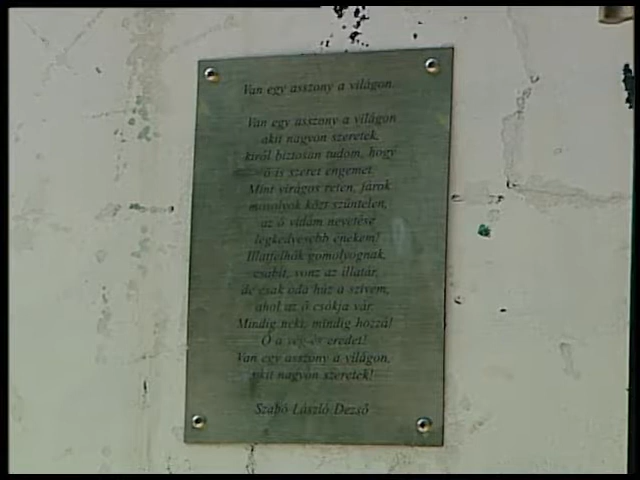 Van egy asszony a világon
Van egy asszony a világon
akit nagyon szeretek,
kiről biztosan tudom, hogy
ő is szeret engemet.
Mint virágos réten, járok
mosolyok közt szüntelen,
az ő vidám nevetése
legkedvesebb énekem!
Illatfelhők gomolyognak,
csábít, vonz az illatár,
de csak oda húz a szívem,
ahol az ő csókja vár.
Mindig neki, mindig hozzá!
Ő a vég és eredet!
Van egy asszony a világon,
akit nagyon szeretek!
Szabó László Dezső